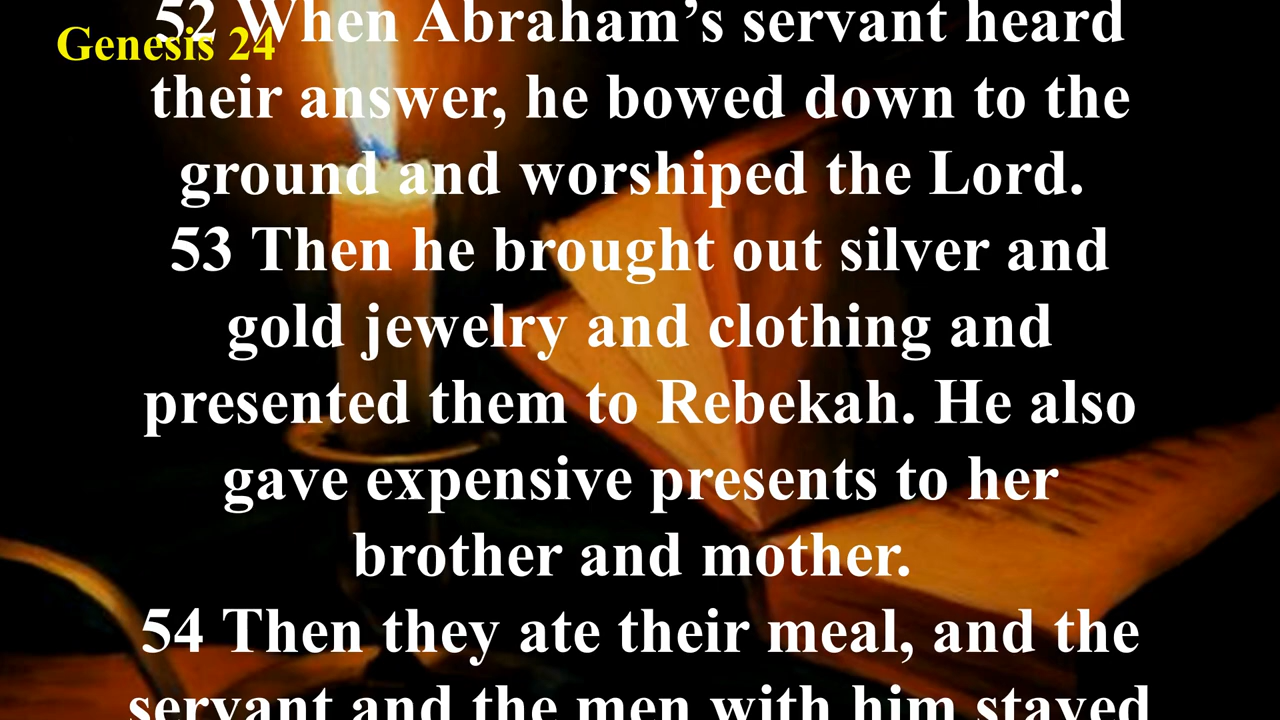 Genesis 24
52 When Abraham’s servant heard
their answer, he bowed down to the
ground and worshiped the Lord.
53 Then he brought out silver and
gold jewelry and clothing and
presented them to Rebekah. He also
gave expensive presents to her
brother and mother.
54 Then they ate their meal, and the
servant and the men with him stayed